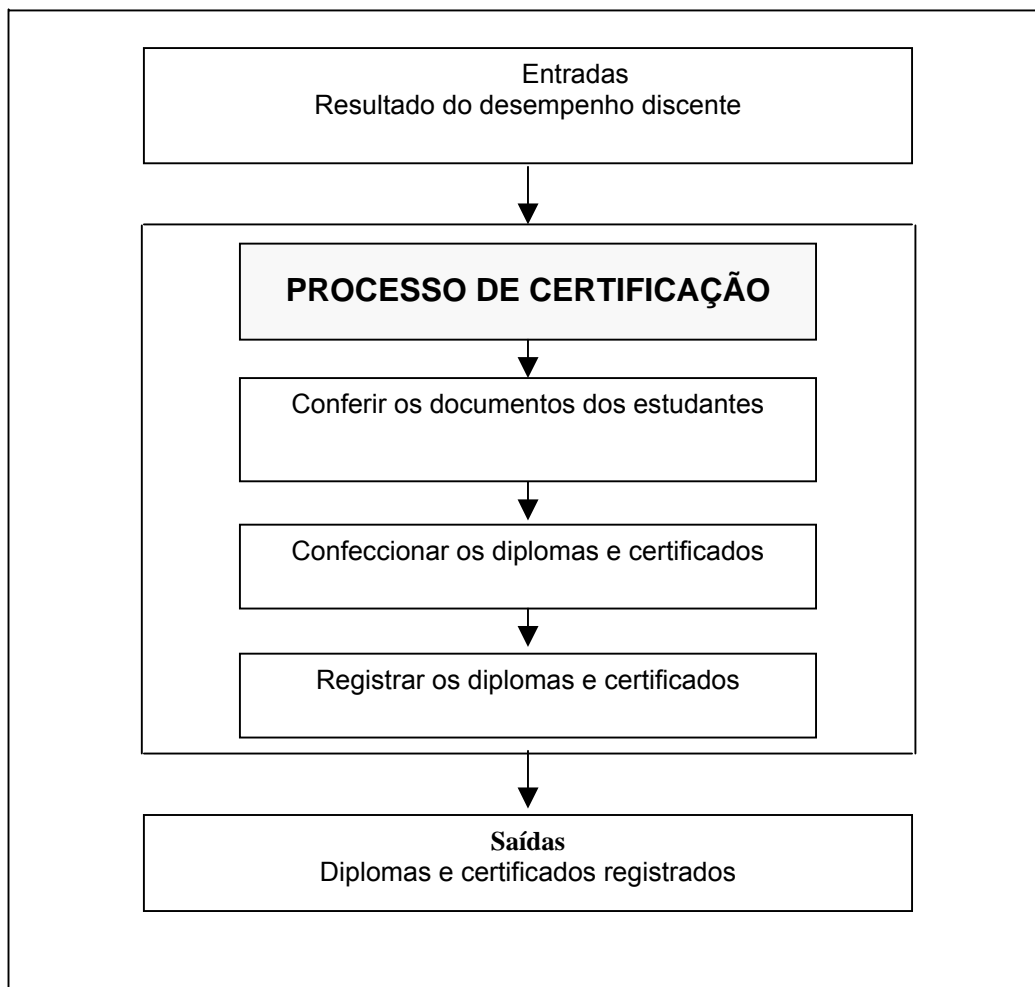 Entradas
Resultado do desempenho discente
PROCESSO DE CERTIFICAÇÃO
Conferir os documentos dos estudantes
Confeccionar os diplomas e certificados
Registrar os diplomas e certificados
Saídas
Diplomas e certificados registrados